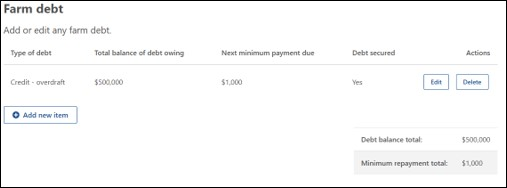 Farm debt
Add or edit any farm debt.
Type of debt Total balance of debt owing Next minimum payment due Debt secured Actions
Credit - overdraft $500,000 $1,000 Yes Edit Delete
Add new item
Debt balance total: $500,000
Minimum repayment total: $1,000